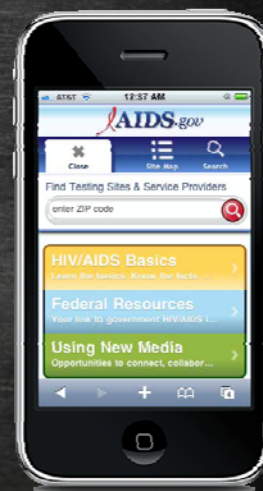 AT&T 12:37 AM
AIDS.gov
Close Site Map Search
Find Testing Sites & Service Providers
enter ZIP code
HIV/AIDS Basics
Learn the basics. Know the facts....
Federal Resources
Your link to government HIV/AIDS i...
Using New Media
Opportunities to connect, collabor...